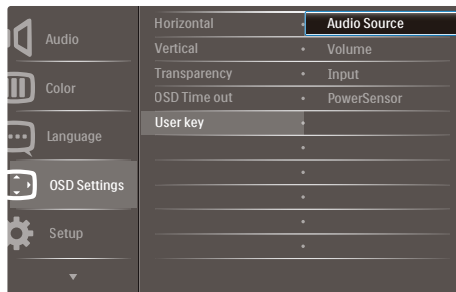 Audio
Color
Language
OSD Settings
Setup
Horizontal
Vertical
Transparency
OSD Time out
User key
Audio Source
Volume
Input
PowerSensor